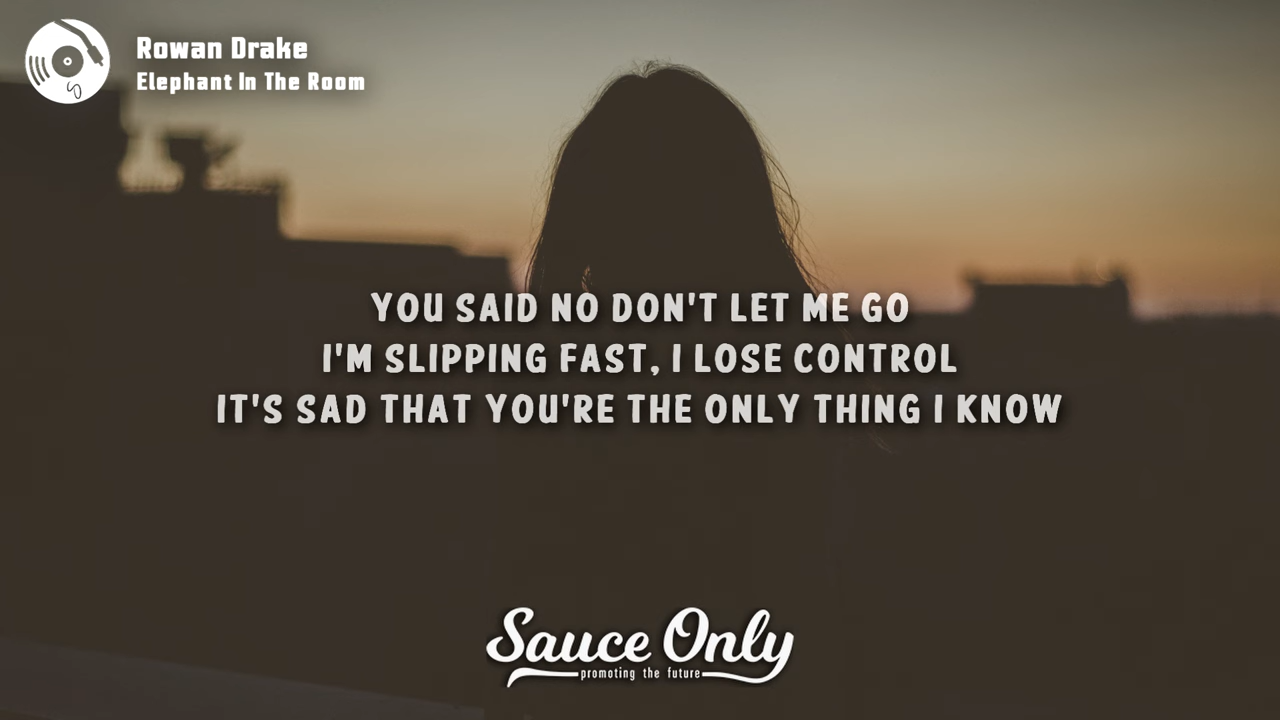 Rowan Drake
Elephant In The Room
YOU SAID NO DON'T LET ME GO
I'M SLIPPING FAST, I LOSE CONTROL
IT'S SAD THAT YOU'RE THE ONLY THING I KNOW
Sauce Only
promoting the future